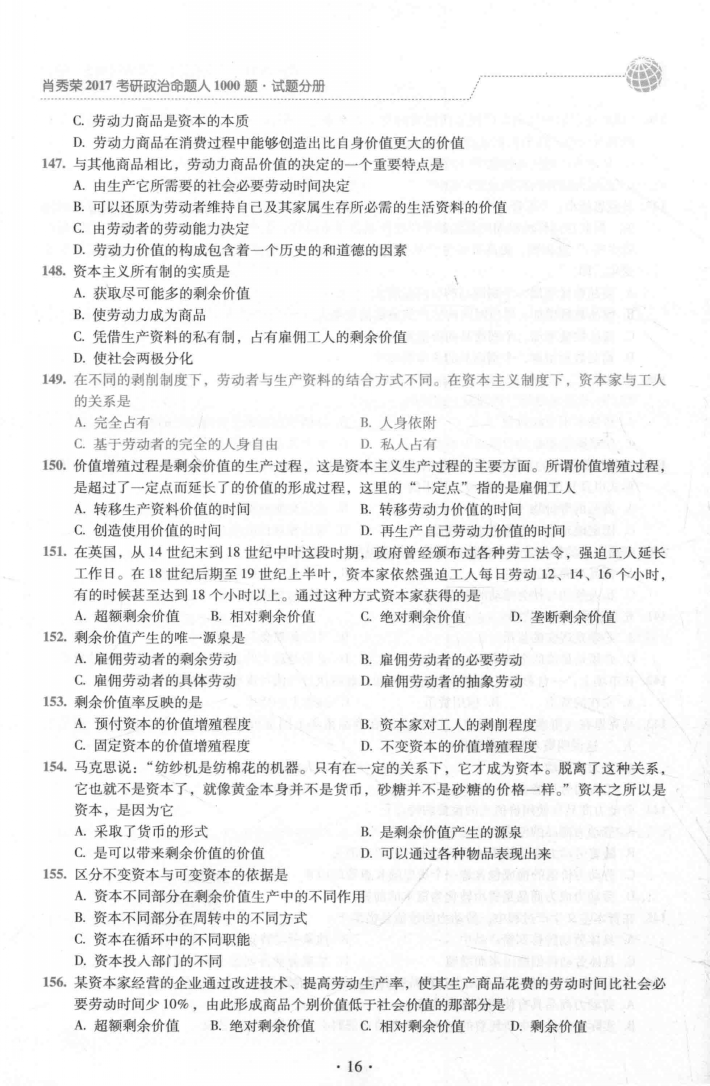 肖秀荣2017考研政治命题人1000题·试题分册
C. 劳动力商品是资本的本质
D. 劳动力商品在消费过程中能够创造出比自身价值更大的价值
147. 与其他商品相比，劳动力商品价值的决定的一个重要特点是
A. 由生产它所需要的社会必要劳动时间决定
B. 可以还原为劳动者维持自己及其家属生存所必需的生活资料的价值
C. 由劳动者的劳动能力决定
D. 劳动力价值的构成包含着一个历史的和道德的因素
148. 资本主义所有制的实质是
A. 获取尽可能多的剩余价值
B. 使劳动力成为商品
C. 凭借生产资料的私有制，占有雇佣工人的剩余价值
D. 使社会两极分化
149. 在不同的剥削制度下，劳动者与生产资料的结合方式不同。在资本主义制度下，资本家与工人
的关系是
A. 完全占有 B. 人身依附
C. 基于劳动者的完全的人身自由 D. 私人占有
150. 价值增殖过程是剩余价值的生产过程，这是资本主义生产过程的主要方面。所谓价值增殖过程，
是超过了一定点而延长了的价值的形成过程，这里的“一定点”指的是雇佣工人
A. 转移生产资料价值的时间 B. 转移劳动力价值的时间
C. 创造使用价值的时间 D. 再生产自己劳动力价值的时间
151. 在英国，从14世纪末到18世纪中叶这段时期，政府曾经颁布过各种劳工法令，强迫工人延长
工作日。在18世纪后期至19世纪上半叶，资本家依然强迫工人每日劳动12、14、16个小时，
有的时候甚至达到18个小时以上。通过这种方式资本家获得的是
A. 超额剩余价值 B. 相对剩余价值 C. 绝对剩余价值 D. 垄断剩余价值
152. 剩余价值产生的唯一源泉是
A. 雇佣劳动者的剩余劳动 B. 雇佣劳动者的必要劳动
C. 雇佣劳动者的具体劳动 D. 雇佣劳动者的抽象劳动
153. 剩余价值率反映的是
A. 预付资本的价值增殖程度 B. 资本家对工人的剥削程度
C. 固定资本的价值增殖程度 D. 不变资本的价值增殖程度
154. 马克思说：“纺纱机是纺棉花的机器。只有在一定的关系下，它才成为资本。脱离了这种关系，
它也就不是资本了，就像黄金本身并不是货币，砂糖并不是砂糖的价格一样。”资本之所以是
资本，是因为它
A. 采取了货币的形式 B. 是剩余价值产生的源泉
C. 是可以带来剩余价值的价值 D. 可以通过各种物品表现出来
155. 区分不变资本与可变资本的依据是
A. 资本不同部分在剩余价值生产中的不同作用
B. 资本不同部分在周转中的不同方式
C. 资本在循环中的不同职能
D. 资本投入部门的不同
156. 某资本家经营的企业通过改进技术、提高劳动生产率，使其生产商品花费的劳动时间比社会必
要劳动时间少10%，由此形成商品个别价值低于社会价值的那部分是
A. 超额剩余价值 B. 绝对剩余价值 C. 相对剩余价值 D. 剩余价值
·16·